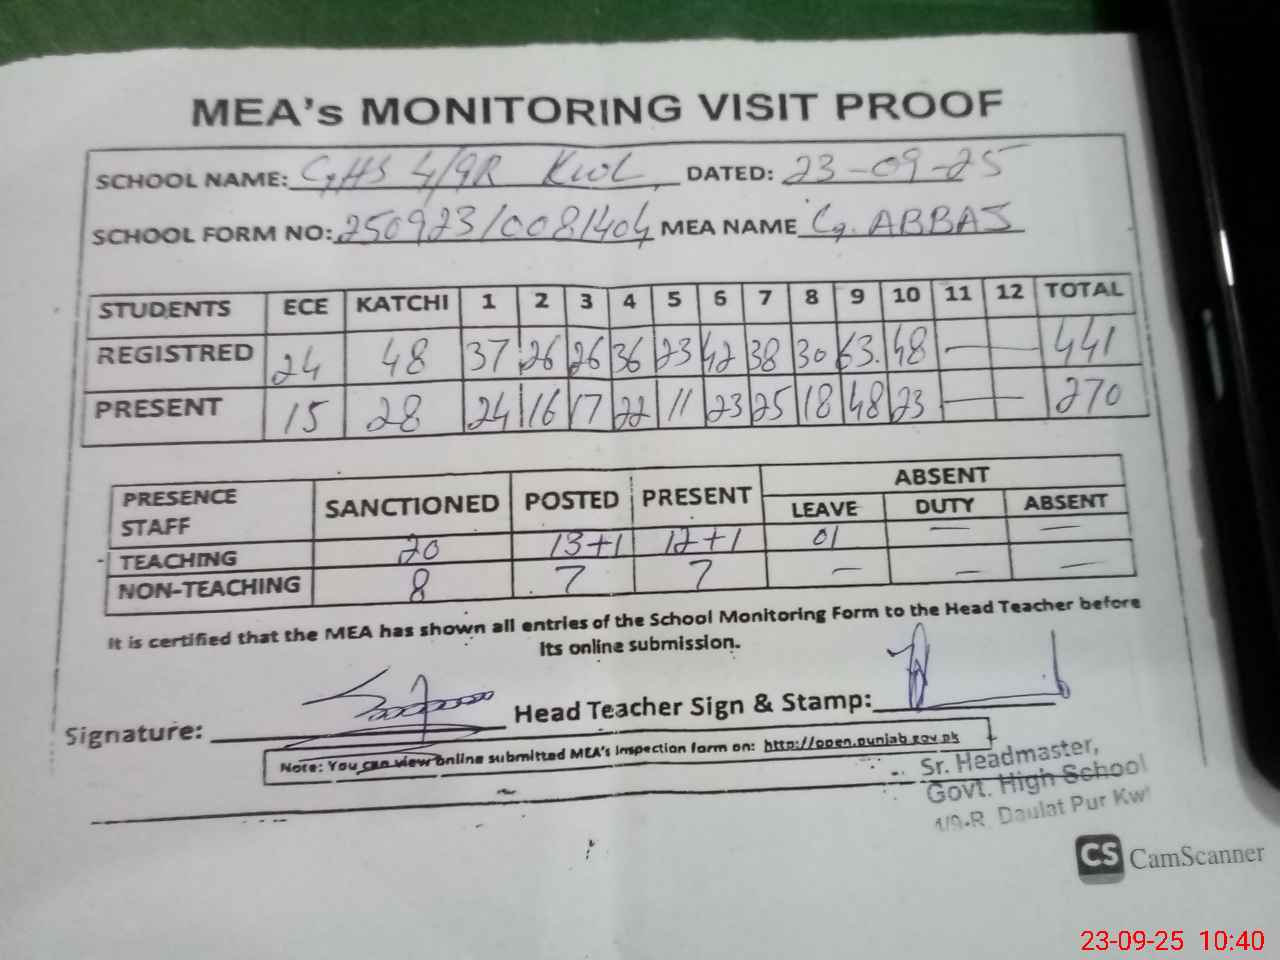 MEA's MONITORING VISIT PROOF
SCHOOL NAME: GHS 4/9R KWL DATED: 23-09-25
SCHOOL FORM NO: 250923/0081404 MEA NAME G. ABBAS
STUDENTS ECE KATCHI 1 2 3 4 5 6 7 8 9 10 11 12 TOTAL
REGISTRED 24 48 37 26 26 36 23 42 38 30 63. 48 — — 441
PRESENT 15 28 24 16 17 22 11 23 25 18 48 23 — — 270
PRESENCE STAFF SANCTIONED POSTED PRESENT ABSENT
LEAVE DUTY ABSENT
TEACHING 20 13+1 12+1 01 — —
NON-TEACHING 8 7 7 — — —
It is certified that the MEA has shown all entries of the School Monitoring Form to the Head Teacher before
Its online submission.
Signature: Head Teacher Sign & Stamp:
Note: You can view online submitted MEA's Inspection form on: http://open.punjab.gov.pk
Sr. Headmaster,
Govt. High School
4/9-R Daulat Pur Kwl
CS CamScanner
23-09-25 10:40